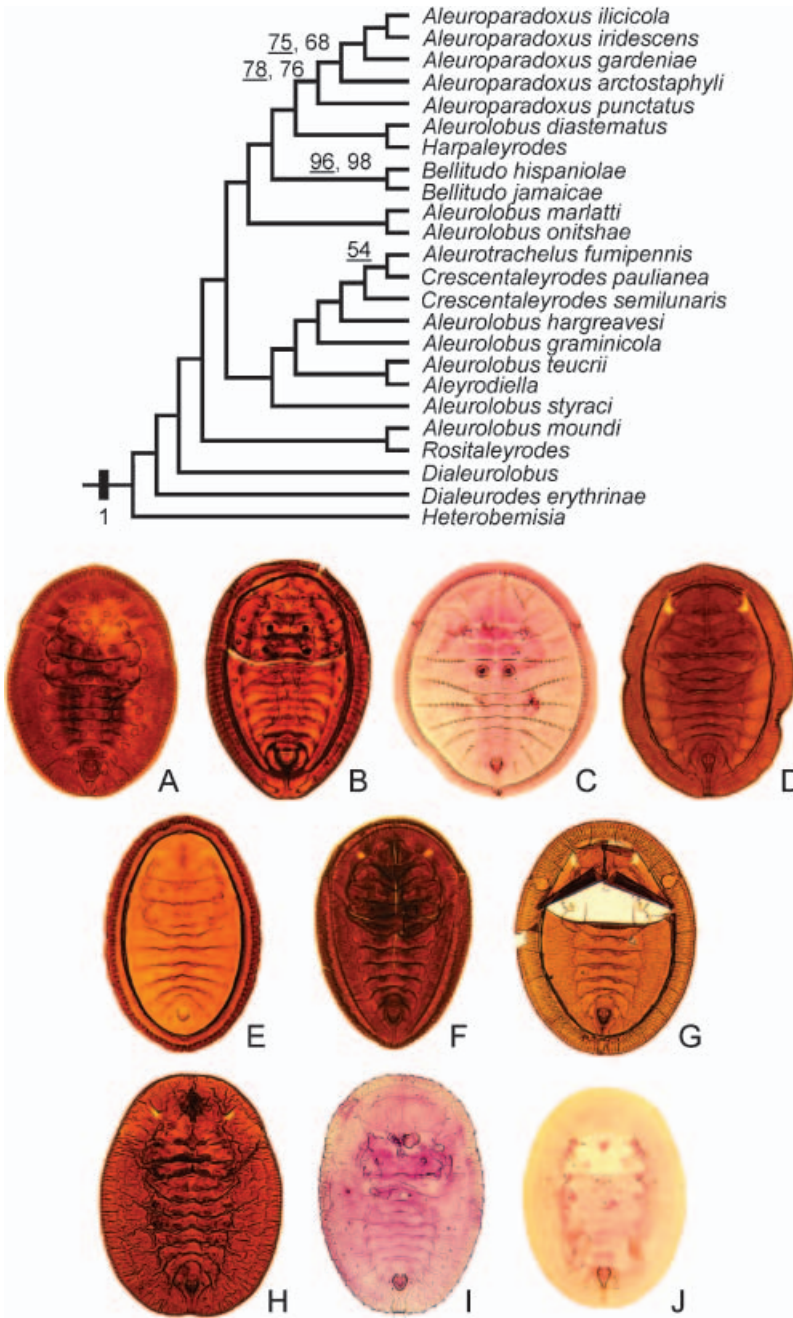 Aleuroparadoxus ilicicola
Aleuroparadoxus iridescens
75, 68
Aleuroparadoxus gardeniae
78, 76
Aleuroparadoxus arctostaphyli
Aleuroparadoxus punctatus
Aleurolobus diastematus
Harpaleyrodes
96, 98
Bellitudo hispaniolae
Bellitudo jamaicae
Aleurolobus marlatti
Aleurolobus onitshae
54
Aleurotrachelus fumipennis
Crescentaleyrodes paulianea
Crescentaleyrodes semilunaris
Aleurolobus hargreavesi
Aleurolobus graminicola
Aleurolobus teucrii
Aleyrodiella
Aleurolobus styraci
Aleurolobus moundi
Rositaleyrodes
Dialeurolobus
Dialeurodes erythrinae
Heterobemisia
1
A B C D
E F G
H I J